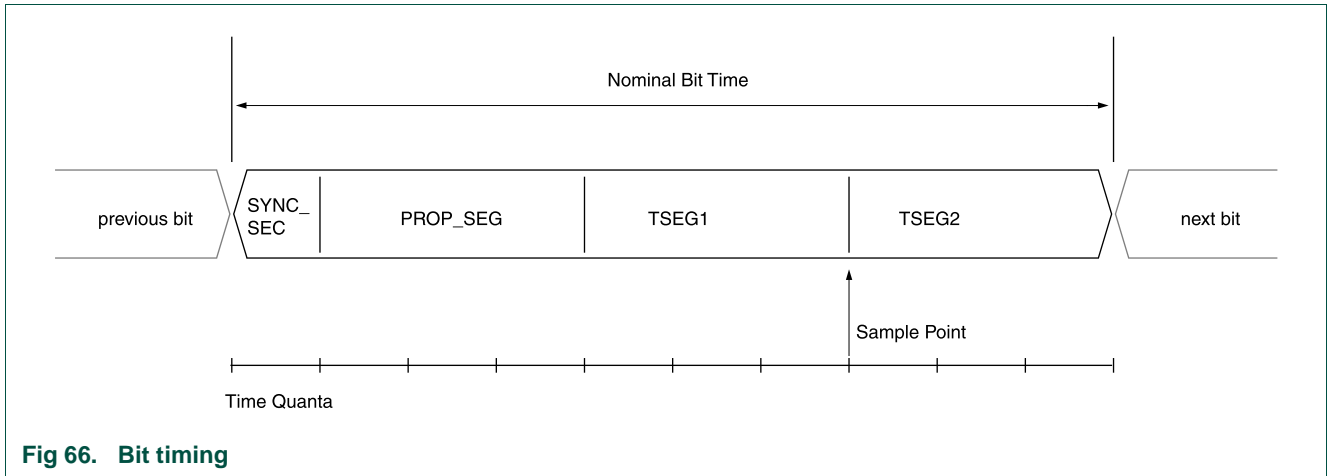 Nominal Bit Time
previous bit
SYNC_
SEC
PROP_SEG
TSEG1
TSEG2
next bit
Sample Point
Time Quanta
Fig 66. Bit timing